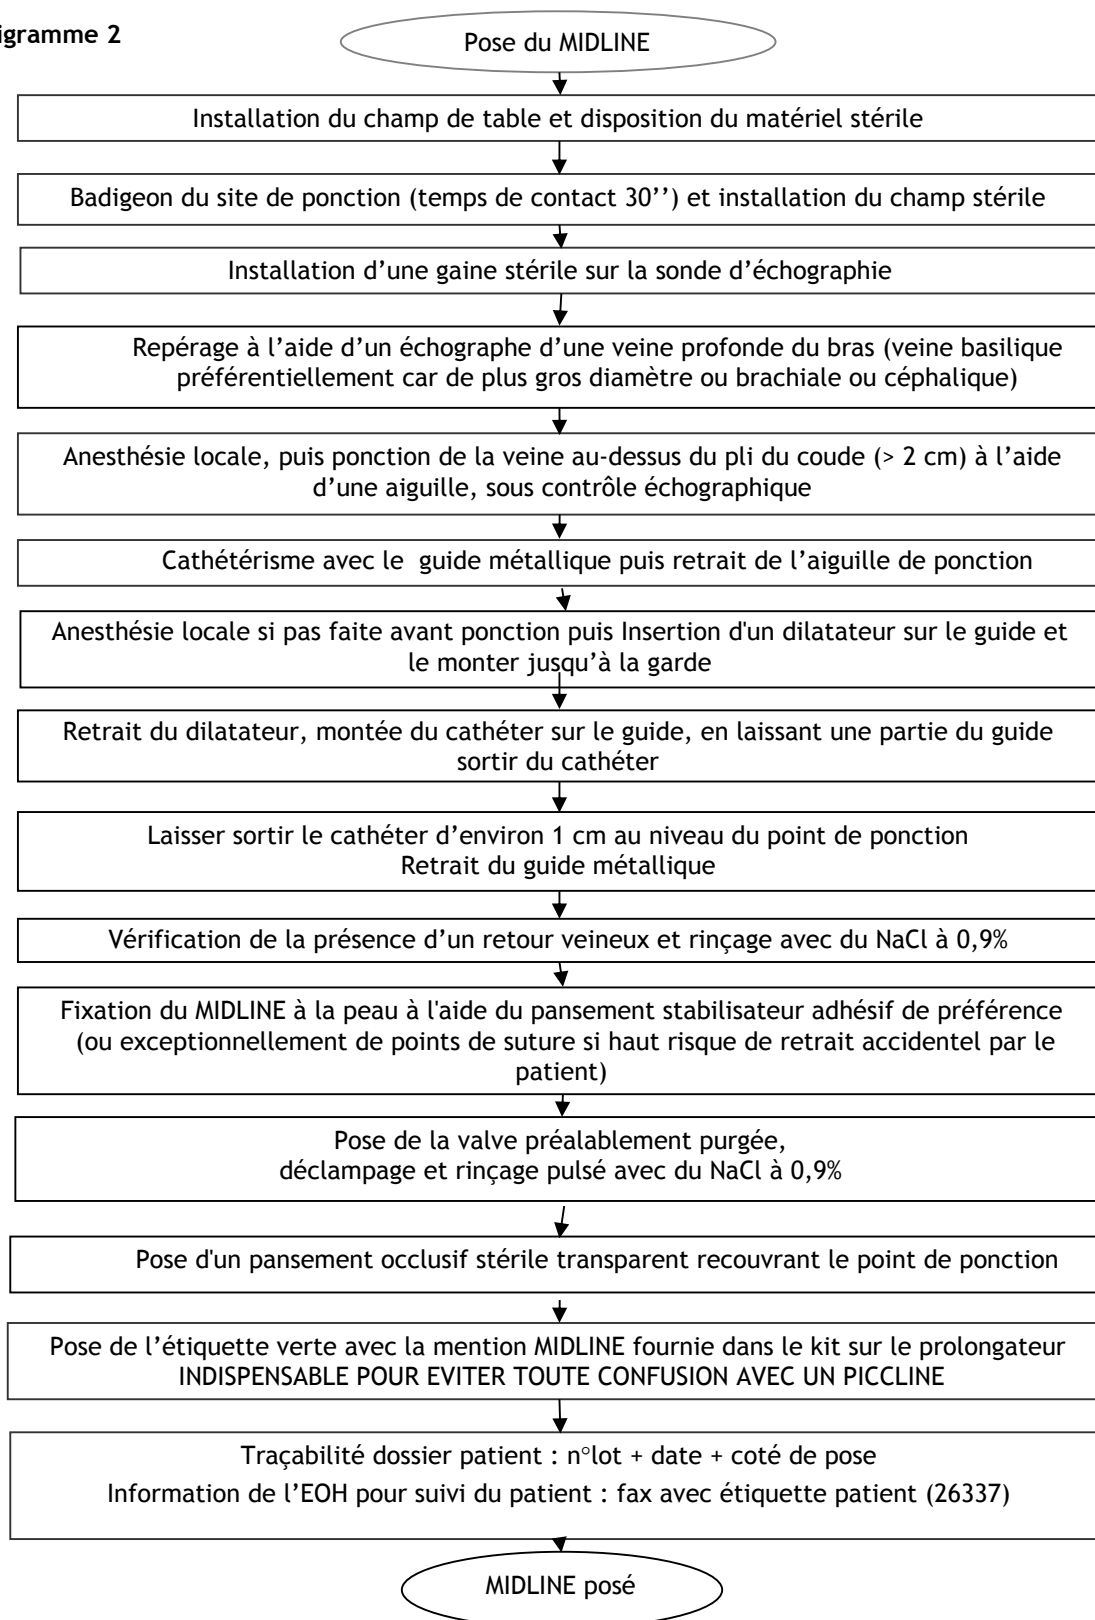 igramme 2
Pose du MIDLINE
Installation du champ de table et disposition du matériel stérile
Badigeon du site de ponction (temps de contact 30’’) et installation du champ stérile
Installation d’une gaine stérile sur la sonde d’échographie
Repérage à l’aide d’un échographe d’une veine profonde du bras (veine basilique
préférentiellement car de plus gros diamètre ou brachiale ou céphalique)
Anesthésie locale, puis ponction de la veine au-dessus du pli du coude (> 2 cm) à l’aide
d’une aiguille, sous contrôle échographique
Cathétérisme avec le guide métallique puis retrait de l’aiguille de ponction
Anesthésie locale si pas faite avant ponction puis Insertion d'un dilatateur sur le guide et
le monter jusqu’à la garde
Retrait du dilatateur, montée du cathéter sur le guide, en laissant une partie du guide
sortir du cathéter
Laisser sortir le cathéter d’environ 1 cm au niveau du point de ponction
Retrait du guide métallique
Vérification de la présence d’un retour veineux et rinçage avec du NaCl à 0,9%
Fixation du MIDLINE à la peau à l'aide du pansement stabilisateur adhésif de préférence
(ou exceptionnellement de points de suture si haut risque de retrait accidentel par le
patient)
Pose de la valve préalablement purgée,
déclampage et rinçage pulsé avec du NaCl à 0,9%
Pose d'un pansement occlusif stérile transparent recouvrant le point de ponction
Pose de l’étiquette verte avec la mention MIDLINE fournie dans le kit sur le prolongateur
INDISPENSABLE POUR EVITER TOUTE CONFUSION AVEC UN PICCLINE
Traçabilité dossier patient : n°lot + date + coté de pose
Information de l’EOH pour suivi du patient : fax avec étiquette patient (26337)
MIDLINE posé